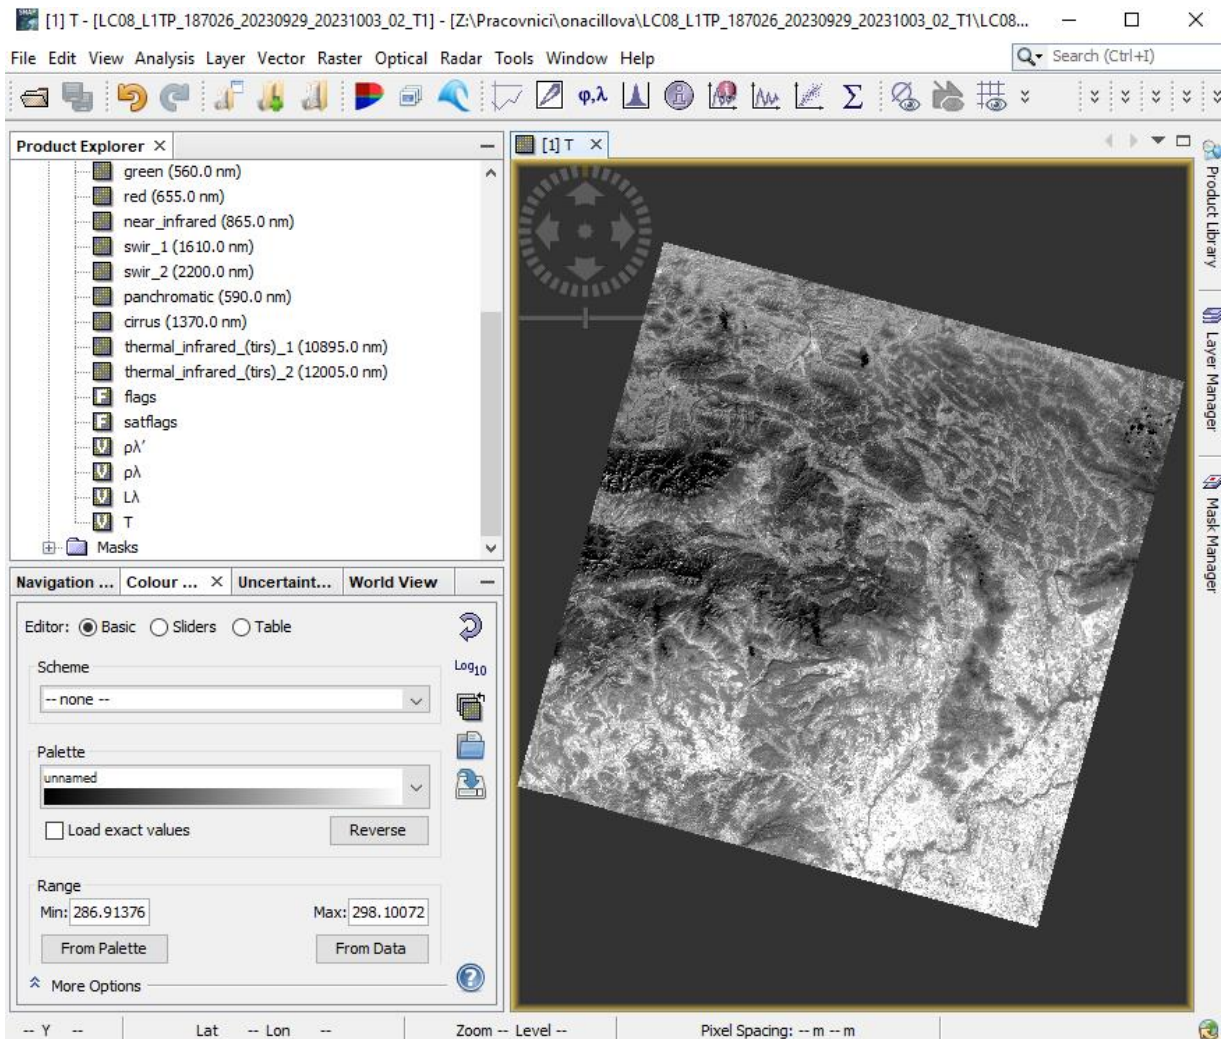 [1] T - [LC08_L1TP_187026_20230929_20231003_02_T1] - [Z:\Pracovnici\onacillova\LC08_L1TP_187026_20230929_20231003_02_T1\LC08...
File Edit View Analysis Layer Vector Raster Optical Radar Tools Window Help
Search (Ctrl+I)
φ,λ Σ
Product Explorer
[1] T
green (560.0 nm)
red (655.0 nm)
near_infrared (865.0 nm)
swir_1 (1610.0 nm)
swir_2 (2200.0 nm)
panchromatic (590.0 nm)
cirrus (1370.0 nm)
thermal_infrared_(tirs)_1 (10895.0 nm)
thermal_infrared_(tirs)_2 (12005.0 nm)
F flags
F satflags
V ρλ′
V ρλ
V Lλ
V T
Masks
Product Library
Layer Manager
Mask Manager
Navigation ... Colour ... Uncertaint... World View
Editor: Basic Sliders Table
Scheme
Log10
-- none --
Palette
unnamed
Load exact values Reverse
Range
Min: 286.91376 Max: 298.10072
From Palette From Data
More Options
-- Y -- Lat -- Lon -- Zoom -- Level -- Pixel Spacing: -- m -- m